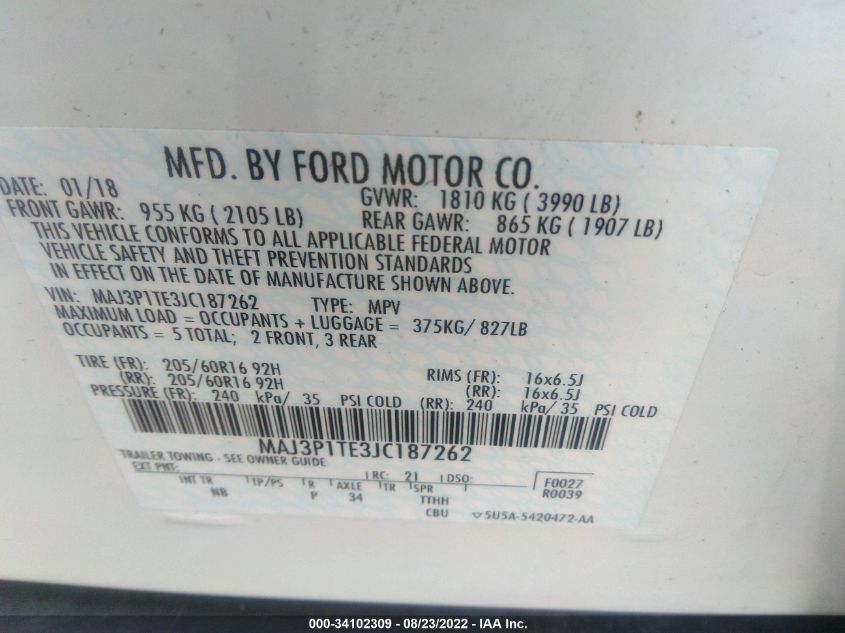 MFD. BY FORD MOTOR CO.
DATE: 01/18 GVWR: 1810 KG ( 3990 LB)
FRONT GAWR: 955 KG ( 2105 LB) REAR GAWR: 865 KG ( 1907 LB)
THIS VEHICLE CONFORMS TO ALL APPLICABLE FEDERAL MOTOR
VEHICLE SAFETY AND THEFT PREVENTION STANDARDS
IN EFFECT ON THE DATE OF MANUFACTURE SHOWN ABOVE.
VIN: MAJ3P1TE3JC187262 TYPE: MPV
MAXIMUM LOAD = OCCUPANTS + LUGGAGE = 375KG/ 827LB
OCCUPANTS = 5 TOTAL; 2 FRONT, 3 REAR
TIRE (FR): 205/60R16 92H RIMS (FR): 16x6.5J
(RR): 205/60R16 92H (RR): 16x6.5J
PRESSURE (FR): 240 kPa/ 35 PSI COLD (RR): 240 kPa/ 35 PSI COLD
MAJ3P1TE3JC187262
TRAILER TOWING - SEE OWNER GUIDE
EXT PNT: RC: 21 DSO: F0027
R0039
INT TR TP/PS R AXLE TR SPR
NB P 34 TTHH
CBU 5U5A-5420472-AA
000-34102309 - 08/23/2022 - IAA Inc.